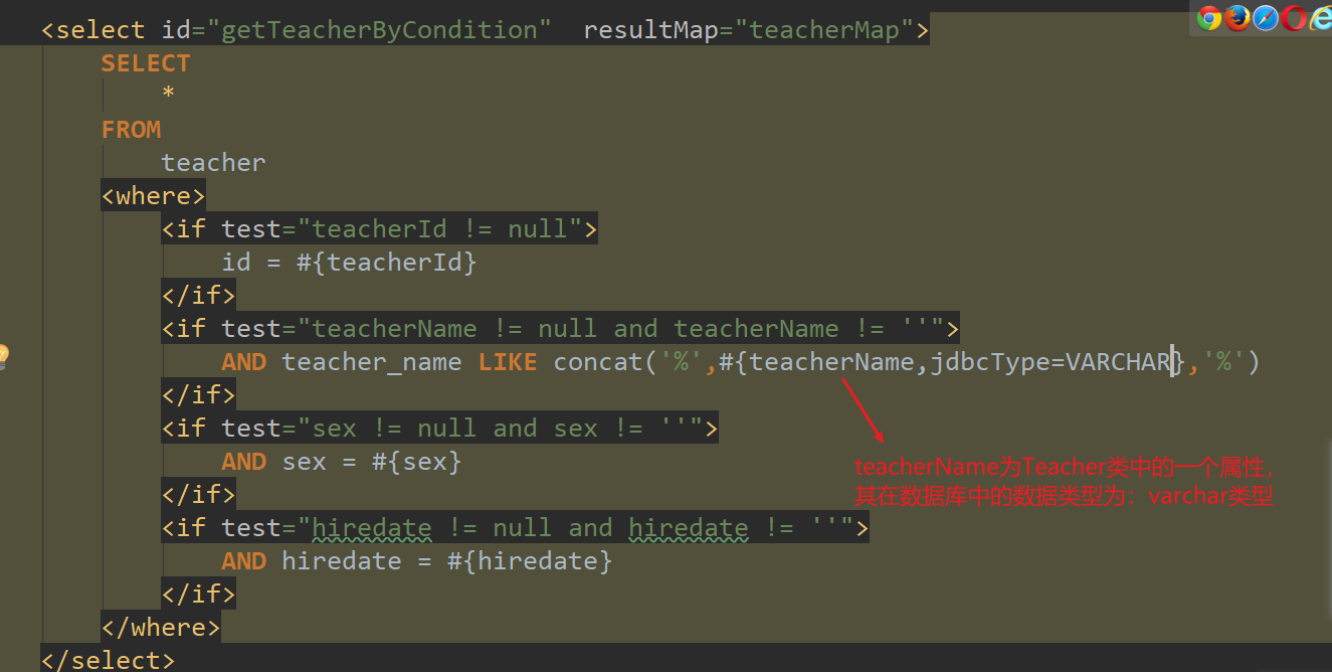 <select id="getTeacherByCondition" resultMap="teacherMap">
SELECT
*
FROM
teacher
<where>
<if test="teacherId != null">
id = #{teacherId}
</if>
<if test="teacherName != null and teacherName != ''">
AND teacher_name LIKE concat('%',#{teacherName,jdbcType=VARCHAR},'%')
</if>
<if test="sex != null and sex != ''">
AND sex = #{sex}
</if>
teacherName为Teacher类中的一个属性,
其在数据库中的数据类型为：varchar类型
<if test="hiredate != null and hiredate != ''">
AND hiredate = #{hiredate}
</if>
</where>
</select>